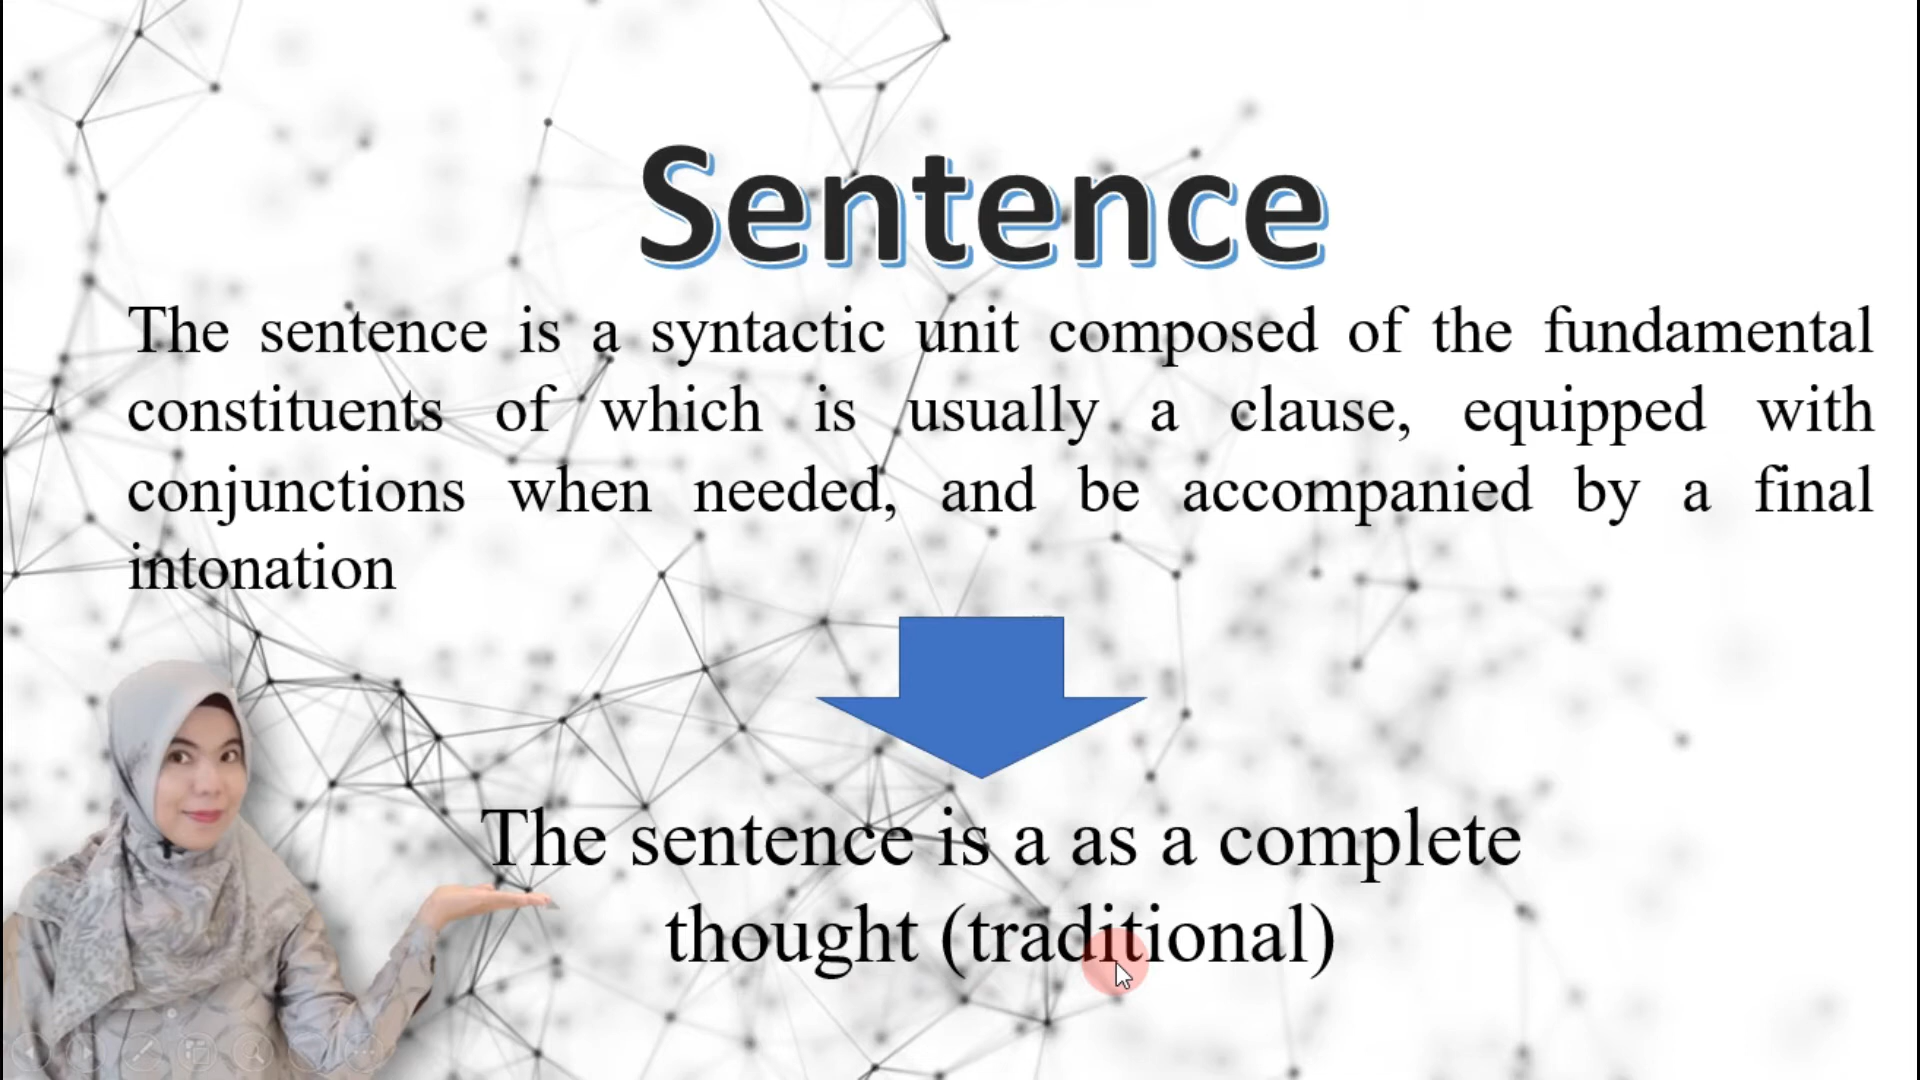 Sentence
The sentence is a syntactic unit composed of the fundamental
constituents of which is usually a clause, equipped with
conjunctions when needed, and be accompanied by a final
intonation
The sentence is a as a complete
thought (traditional)